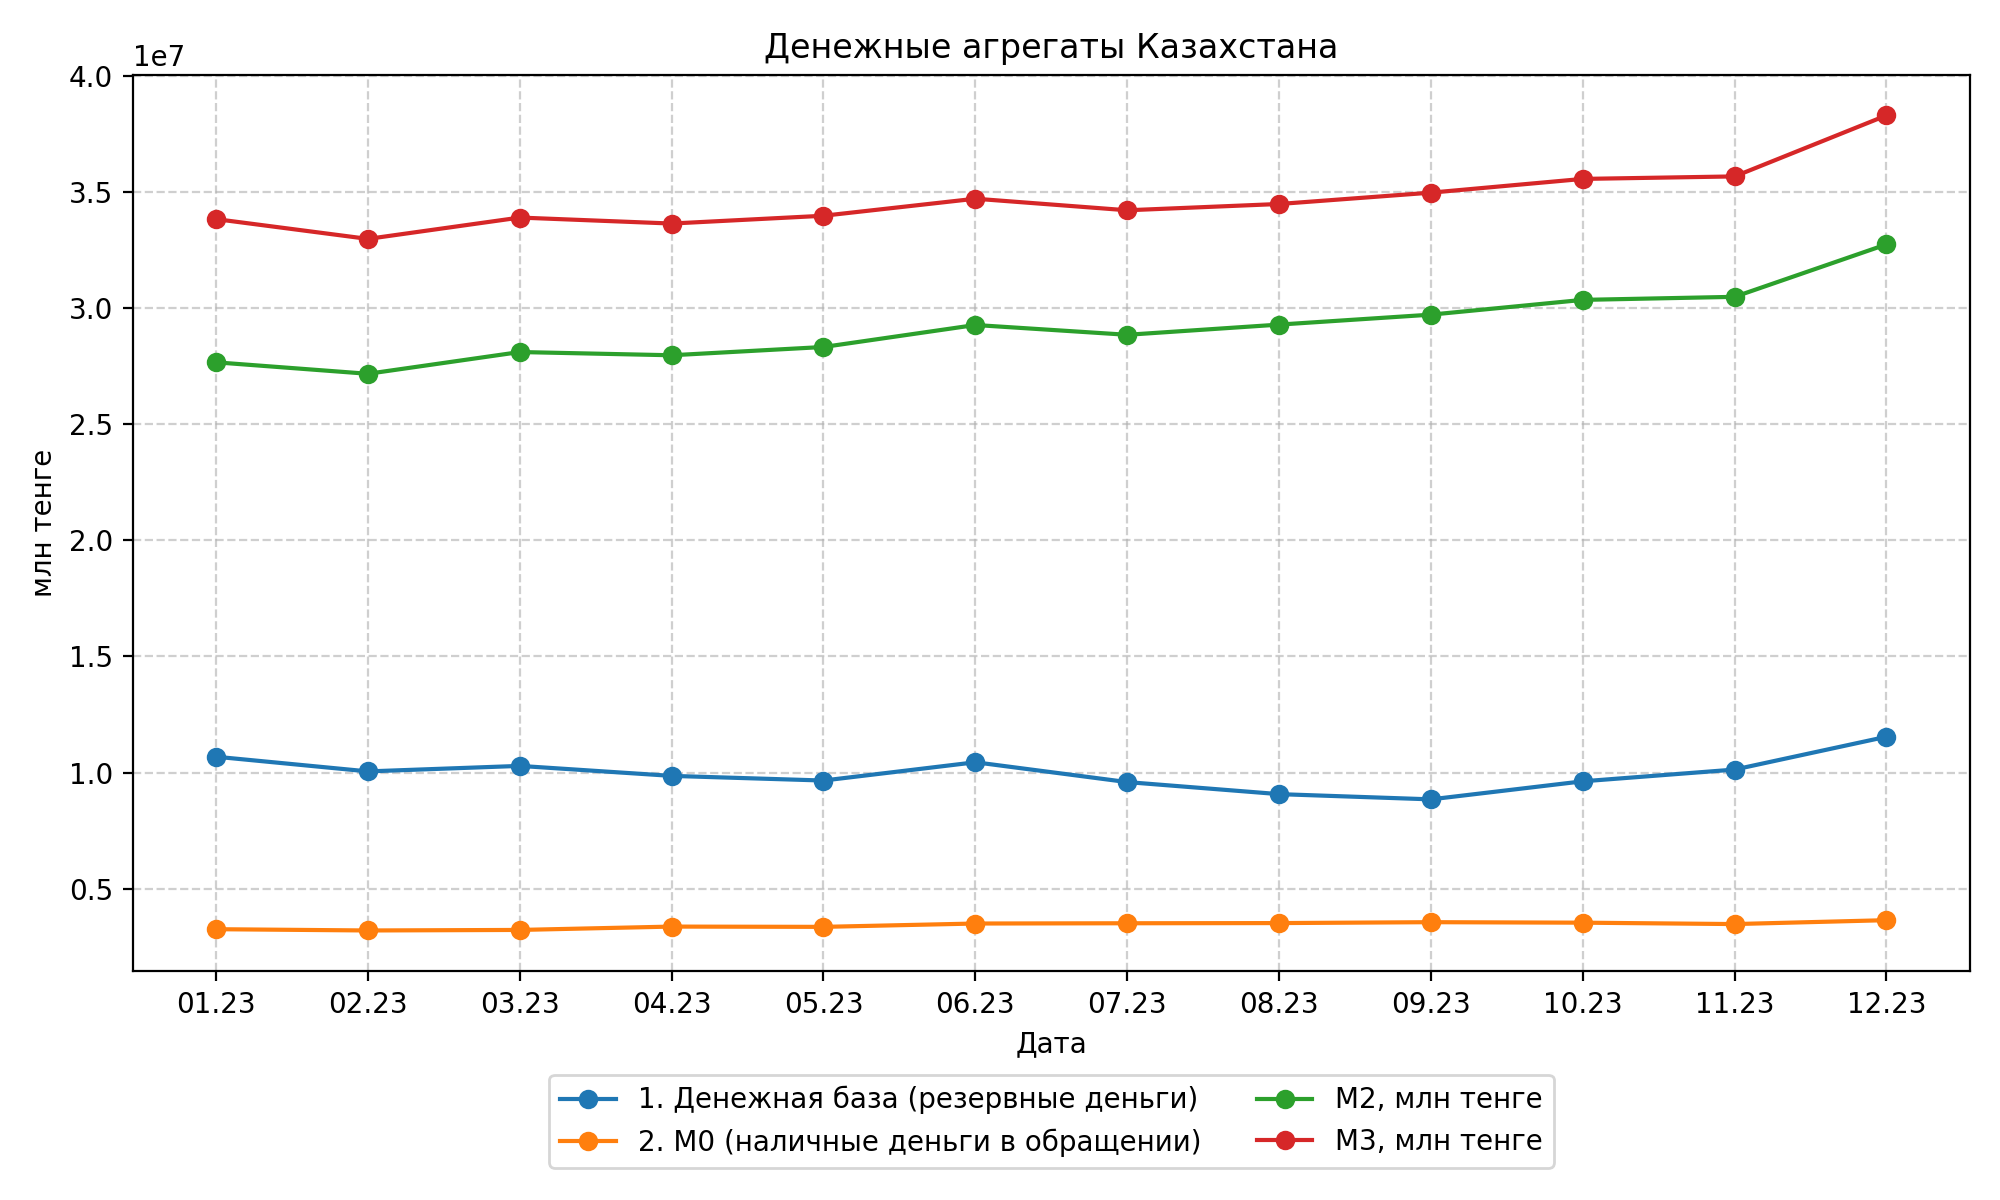 Денежные агрегаты Казахстана
1e7
4.0
3.5
3.0
2.5
2.0
1.5
1.0
0.5
млн тенге
01.23 02.23 03.23 04.23 05.23 06.23 07.23 08.23 09.23 10.23 11.23 12.23
Дата
1. Денежная база (резервные деньги)
2. М0 (наличные деньги в обращении)
М2, млн тенге
М3, млн тенге